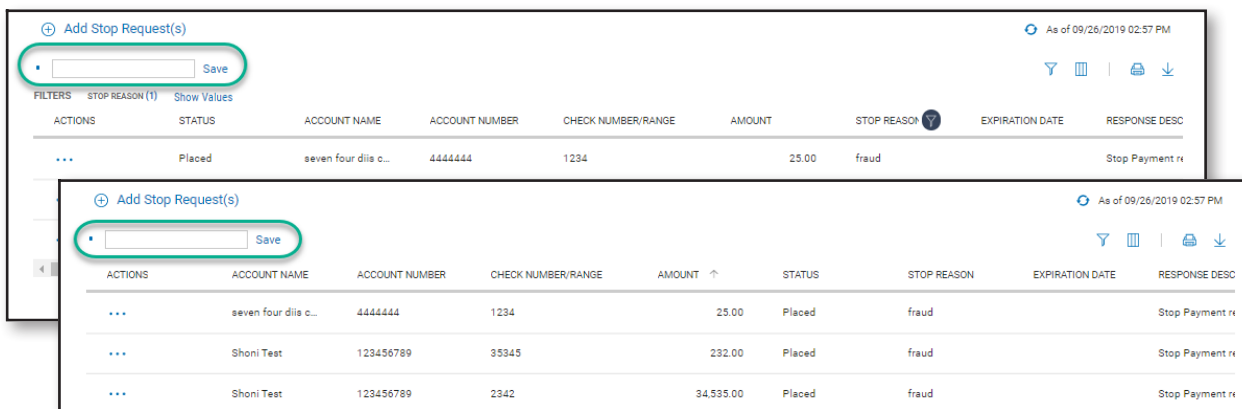 Add Stop Request(s) As of 09/26/2019 02:57 PM
Save
FILTERS STOP REASON (1) Show Values
ACTIONS STATUS ACCOUNT NAME ACCOUNT NUMBER CHECK NUMBER/RANGE AMOUNT STOP REASON EXPIRATION DATE RESPONSE DESC
... Placed seven four diis c... 4444444 1234 25.00 fraud Stop Payment re
Add Stop Request(s) As of 09/26/2019 02:57 PM
Save
ACTIONS ACCOUNT NAME ACCOUNT NUMBER CHECK NUMBER/RANGE AMOUNT STATUS STOP REASON EXPIRATION DATE RESPONSE DESC
... seven four diis c... 4444444 1234 25.00 Placed fraud Stop Payment re
... Shoni Test 123456789 35345 232.00 Placed fraud Stop Payment re
... Shoni Test 123456789 2342 34,535.00 Placed fraud Stop Payment re